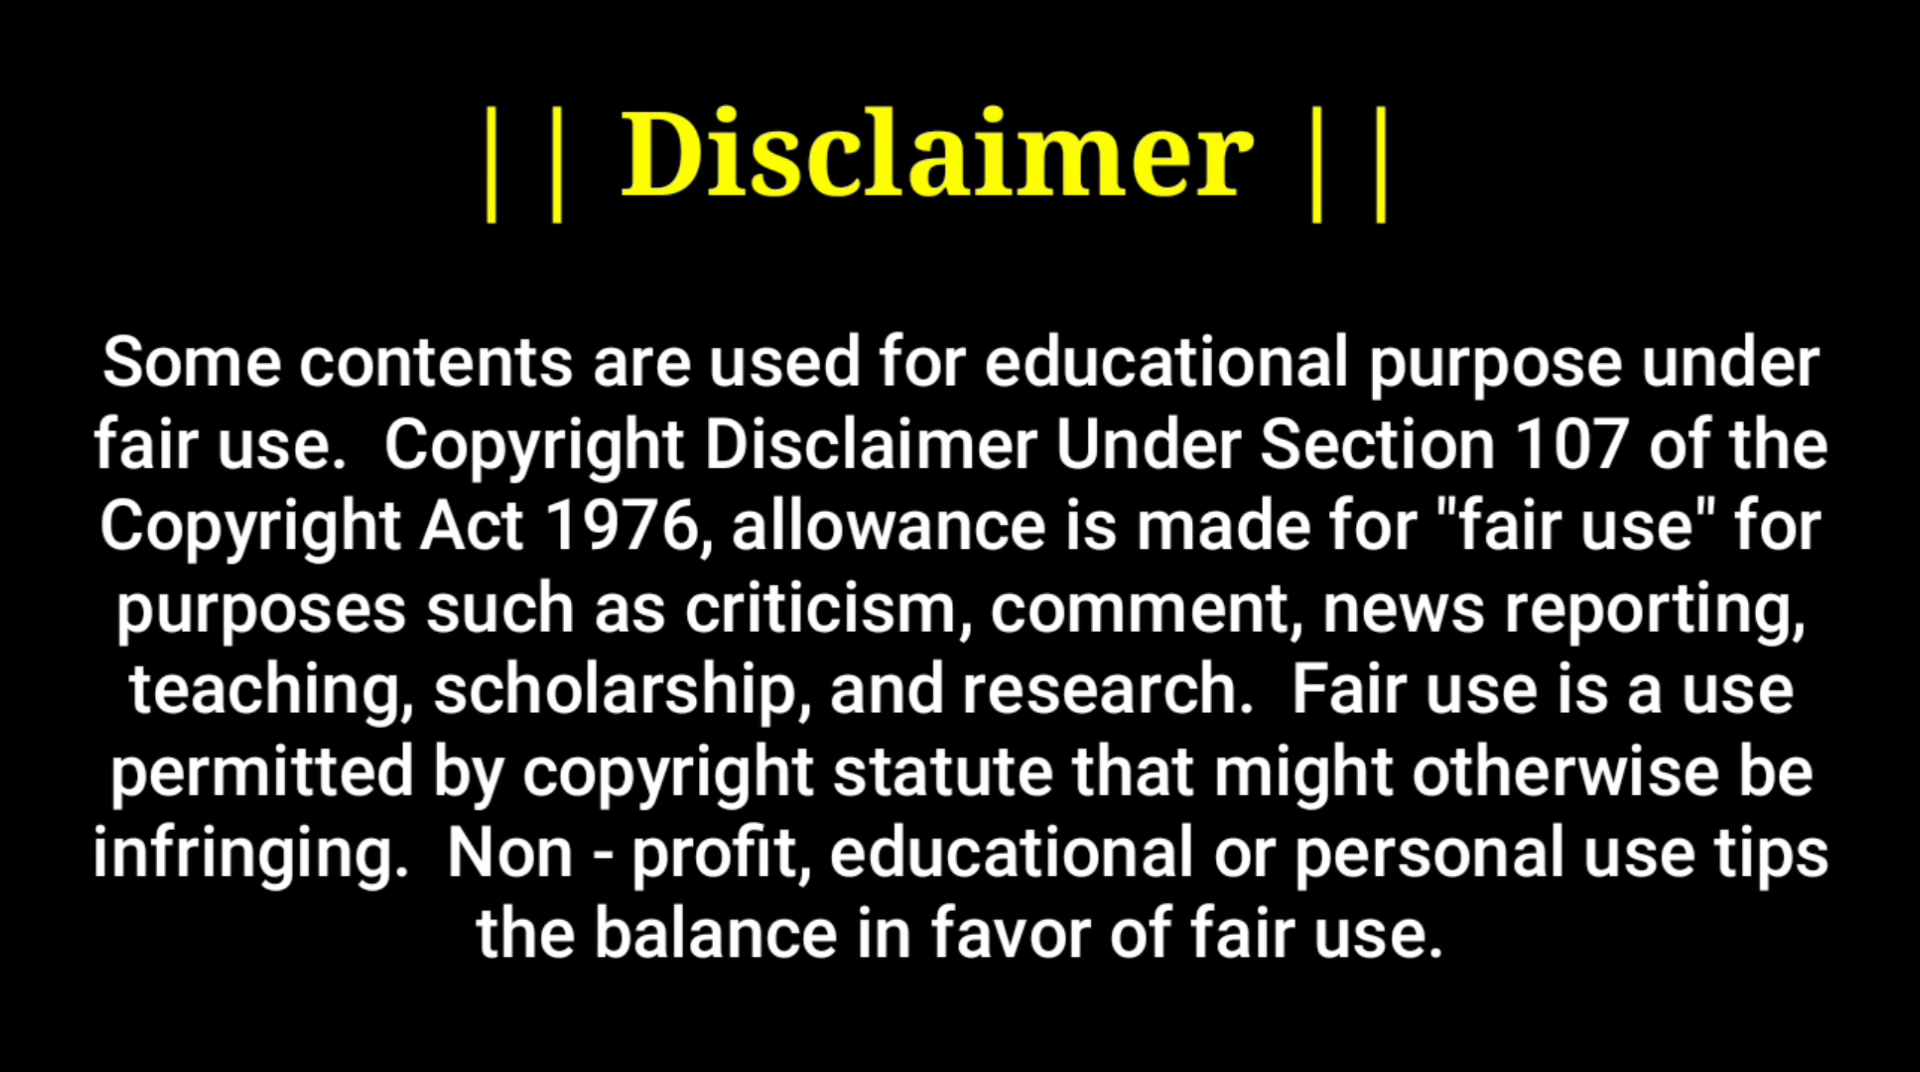 || Disclaimer ||
Some contents are used for educational purpose under
fair use.  Copyright Disclaimer Under Section 107 of the
Copyright Act 1976, allowance is made for "fair use" for
purposes such as criticism, comment, news reporting,
teaching, scholarship, and research.  Fair use is a use
permitted by copyright statute that might otherwise be
infringing.  Non - profit, educational or personal use tips
the balance in favor of fair use.